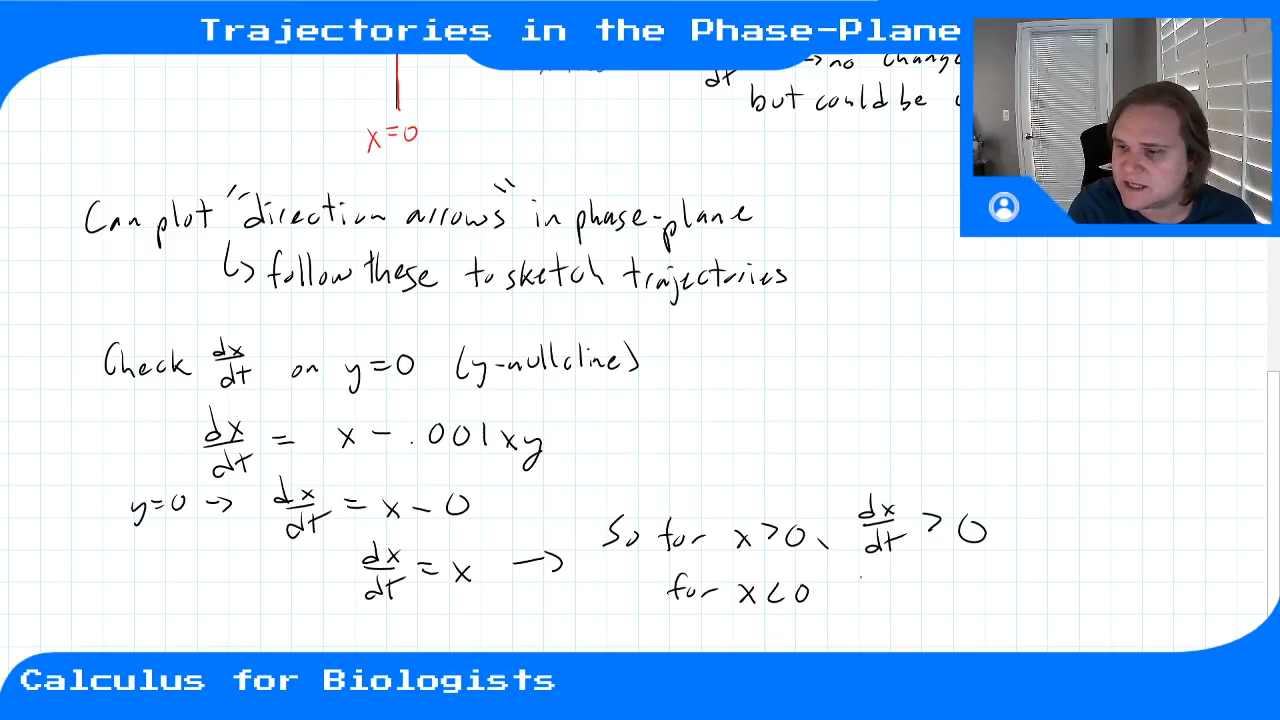 Trajectories in the Phase-Plane
dt → no chang
but could be
x=0
Can plot "direction arrows" in phase-plane
↳ follow these to sketch trajectories
Check dx/dt on y=0 (y-nullcline)
dx/dt = x - .001xy
y=0 → dx/dt = x - 0
dx/dt = x → So for x>0, dx/dt > 0
for x<0
Calculus for Biologists